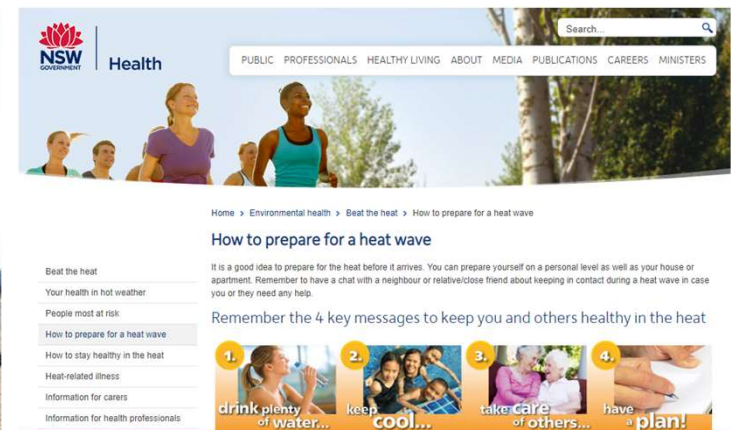 NSW
GOVERNMENT
Health
Search...
PUBLIC PROFESSIONALS HEALTHY LIVING ABOUT MEDIA PUBLICATIONS CAREERS MINISTERS
Home > Environmental health > Beat the heat > How to prepare for a heat wave
How to prepare for a heat wave
It is a good idea to prepare for the heat before it arrives. You can prepare yourself on a personal level as well as your house or
apartment. Remember to have a chat with a neighbour or relative/close friend about keeping in contact during a heat wave in case
you or they need any help.
Remember the 4 key messages to keep you and others healthy in the heat
Beat the heat
Your health in hot weather
People most at risk
How to prepare for a heat wave
How to stay healthy in the heat
Heat-related illness
Information for carers
Information for health professionals
1.
drink plenty
of water...
2.
keep
cool...
3.
take care
of others...
4.
have
a plan!